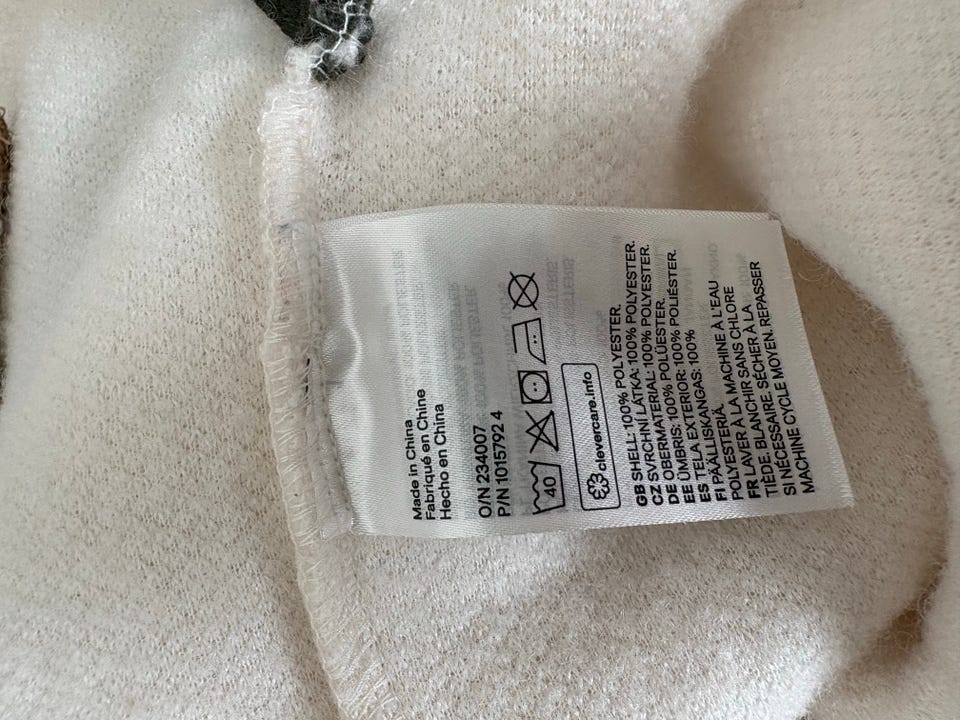 Made in China
Fabriqué en Chine
Hecho en China
O/N 234007
P/N 1015792 4
40
clevercare.info
GB SHELL: 100% POLYESTER.
CZ SVRCHNÍ LÁTKA: 100% POLYESTER.
DE OBERMATERIAL: 100% POLYESTER.
EE ÜMBRIS: 100% POLÜESTER.
ES TELA EXTERIOR: 100% POLIÉSTER.
FI PÄÄLLISKANGAS: 100%
POLYESTERIÄ.
FR LAVER À LA MACHINE À L'EAU
TIÈDE. BLANCHIR SANS CHLORE
SI NÉCESSAIRE. SÉCHER À LA
MACHINE CYCLE MOYEN. REPASSER